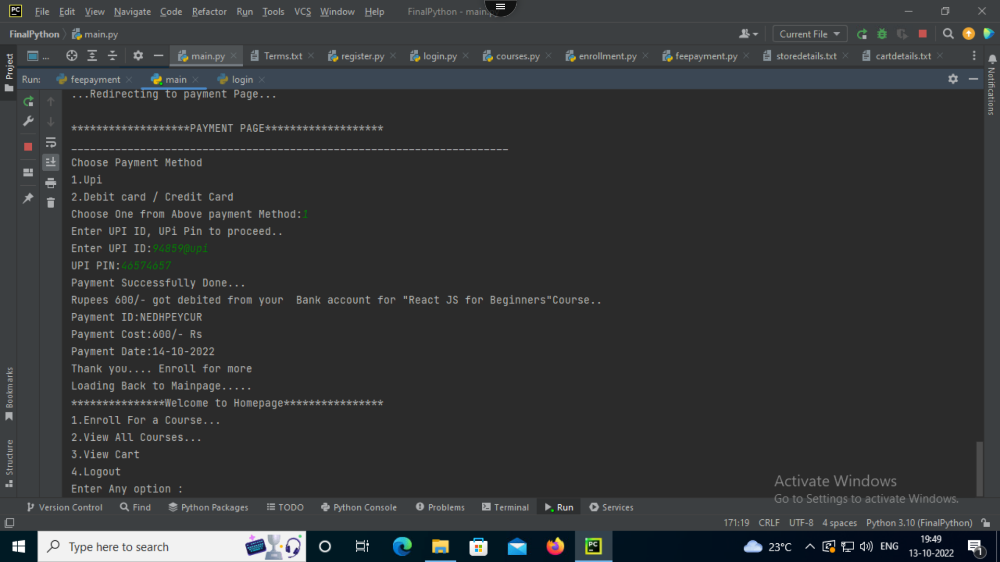 PC File Edit View Navigate Code Refactor Run Tools VCS Window Help FinalPython - main.py
FinalPython main.py Current File
Project ... main.py Terms.txt register.py login.py courses.py enrollment.py feepayment.py storedetails.txt cartdetails.txt
Notifications
Run: feepayment main login
...Redirecting to payment Page...
*******************PAYMENT PAGE*******************
______________________________________________________________________
Choose Payment Method
1.Upi
2.Debit card / Credit Card
Choose One from Above payment Method:1
Enter UPI ID, UPi Pin to proceed..
Enter UPI ID:94859@upi
UPI PIN:46574657
Payment Successfully Done...
Rupees 600/- got debited from your  Bank account for "React JS for Beginners"Course..
Payment ID:NEDHPEYCUR
Payment Cost:600/- Rs
Payment Date:14-10-2022
Thank you.... Enroll for more
Loading Back to Mainpage.....
***************Welcome to Homepage****************
1.Enroll For a Course...
2.View All Courses...
3.View Cart
4.Logout
Enter Any option :
Bookmarks
Structure
Activate Windows
Go to Settings to activate Windows.
Version Control Find Python Packages TODO Python Console Problems Terminal Run Services
171:19 CRLF UTF-8 4 spaces Python 3.10 (FinalPython)
Type here to search PC 23°C ENG 19:49
13-10-2022 1